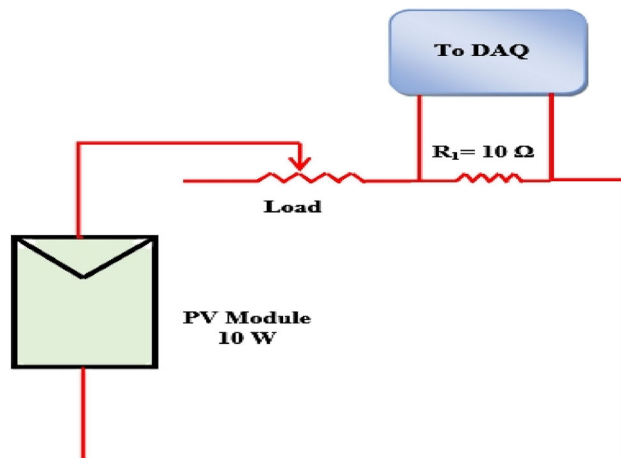 To DAQ
R₁= 10 Ω
Load
PV Module
10 W